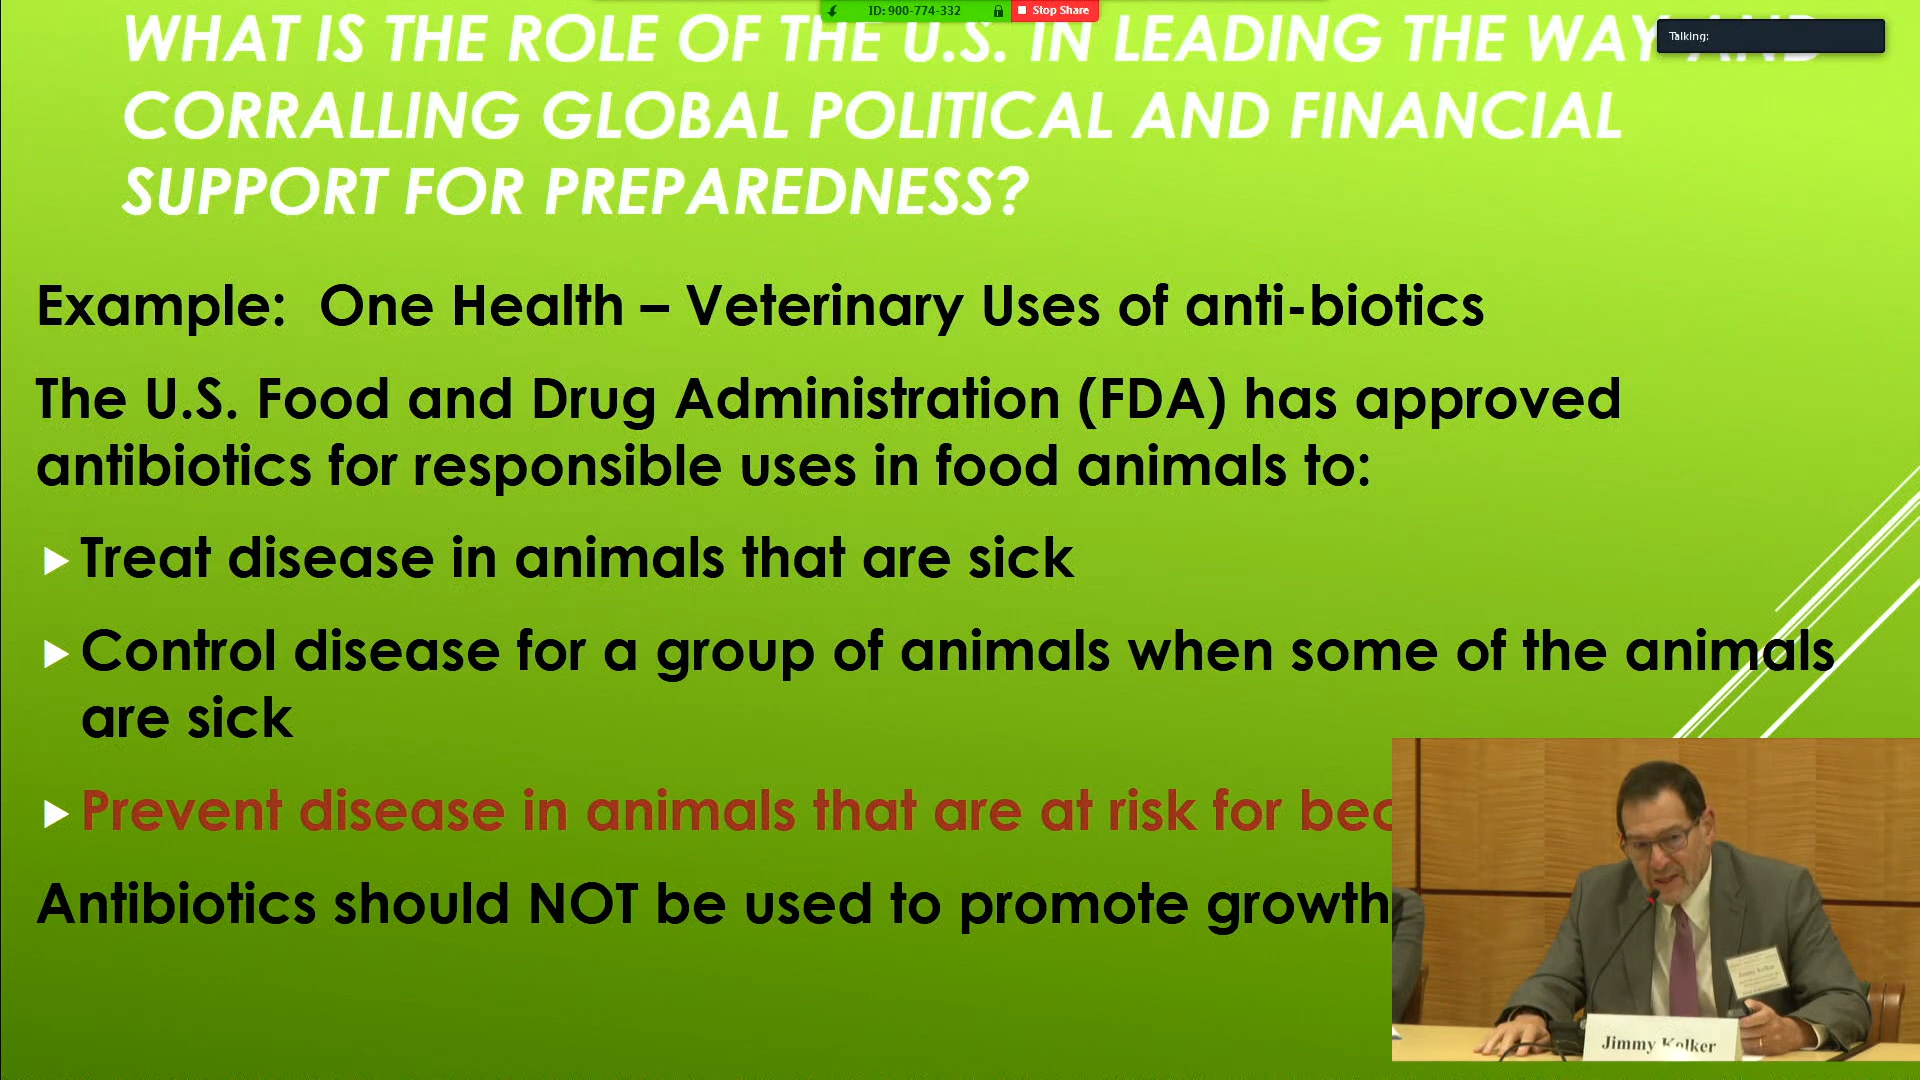 ID: 900-774-332 Stop Share
Talking:
WHAT IS THE ROLE OF THE U.S. IN LEADING THE WAY AND
CORRALLING GLOBAL POLITICAL AND FINANCIAL
SUPPORT FOR PREPAREDNESS?
Example: One Health – Veterinary Uses of anti-biotics
The U.S. Food and Drug Administration (FDA) has approved
antibiotics for responsible uses in food animals to:
Treat disease in animals that are sick
Control disease for a group of animals when some of the animals
are sick
Prevent disease in animals that are at risk for
Antibiotics should NOT be used to promote growth
Jimmy Kolker
Jimmy Kolker